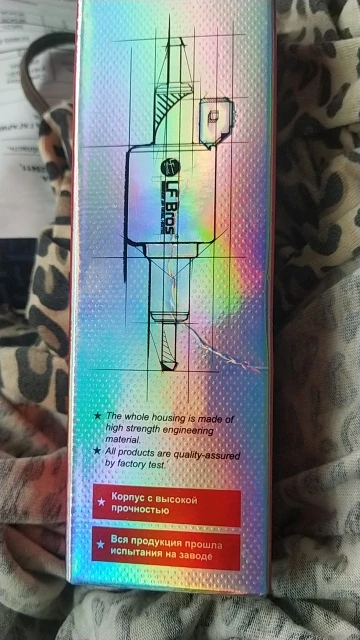 LF Bros
The whole housing is made of
high strength engineering
material.
All products are quality-assured
by factory test.
Корпус с высокой
прочностью
Вся продукция прошла
испытания на заводе